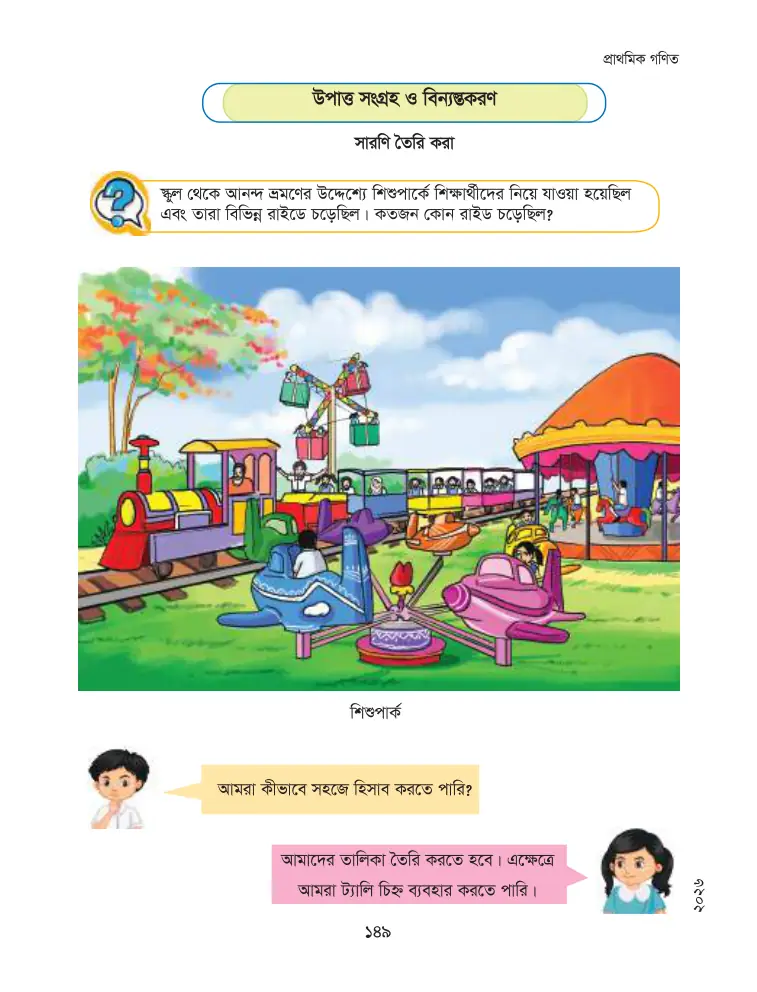 প্রাথমিক গণিত
উপাত্ত সংগ্রহ ও বিন্যস্তকরণ
সারণি তৈরি করা
স্কুল থেকে আনন্দ ভ্রমণের উদ্দেশ্যে শিশুপার্কে শিক্ষার্থীদের নিয়ে যাওয়া হয়েছিল
এবং তারা বিভিন্ন রাইডে চড়েছিল। কতজন কোন রাইড চড়েছিল?
শিশুপার্ক
আমরা কীভাবে সহজে হিসাব করতে পারি?
আমাদের তালিকা তৈরি করতে হবে। এক্ষেত্রে
আমরা ট্যালি চিহ্ন ব্যবহার করতে পারি।
২০২৬
১৪৯